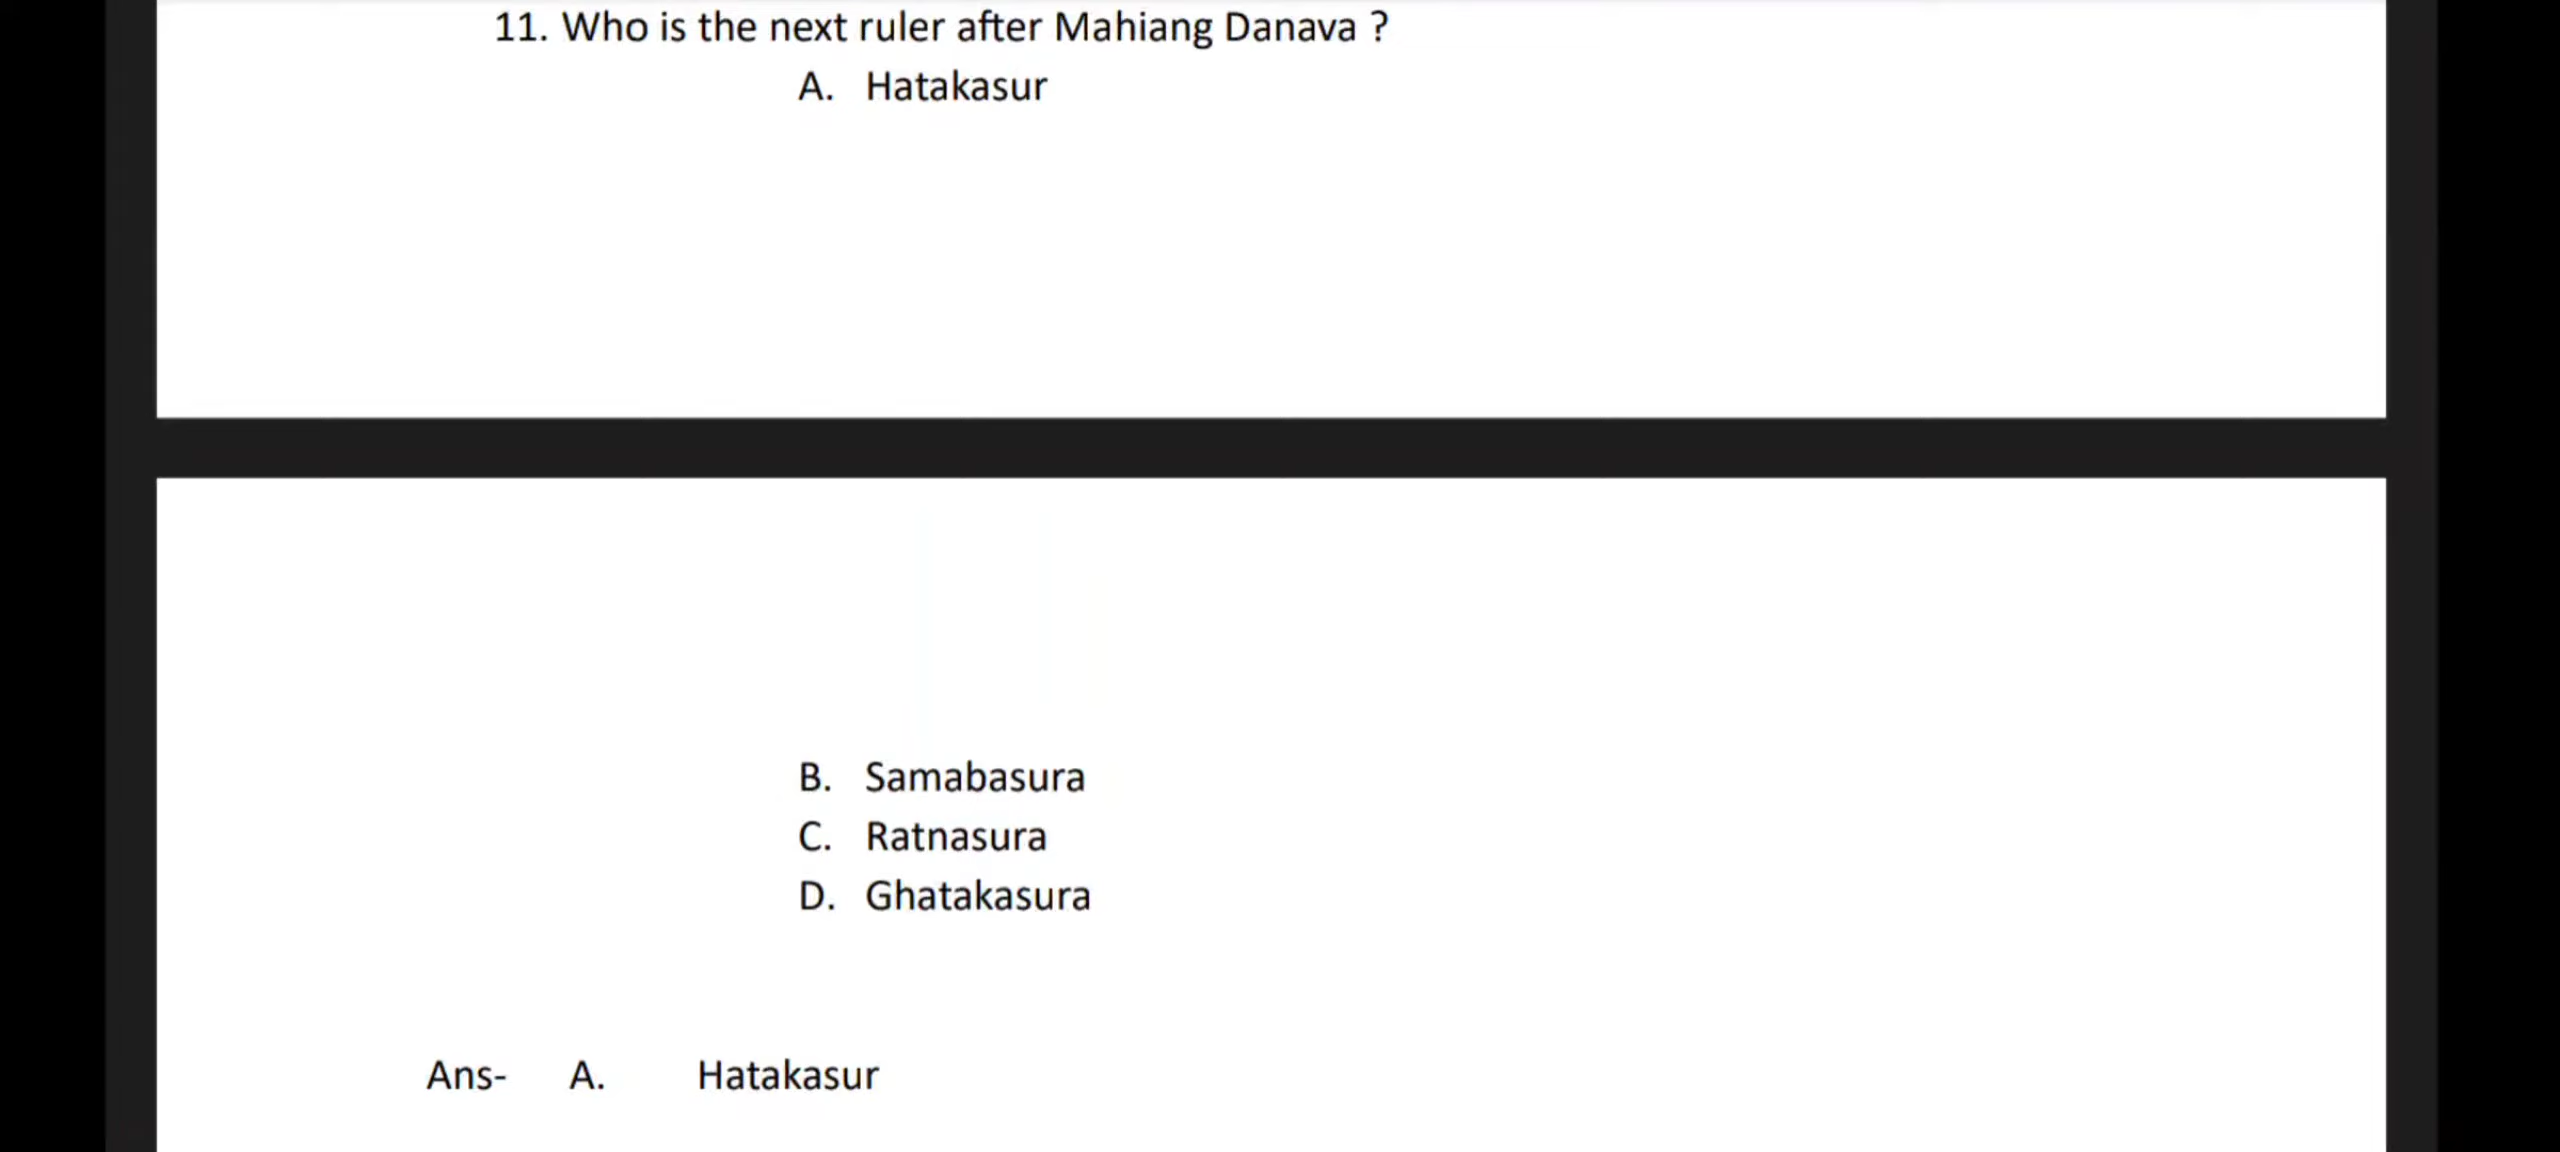 11. Who is the next ruler after Mahiang Danava ?
A. Hatakasur
B. Samabasura
C. Ratnasura
D. Ghatakasura
Ans- A. Hatakasur